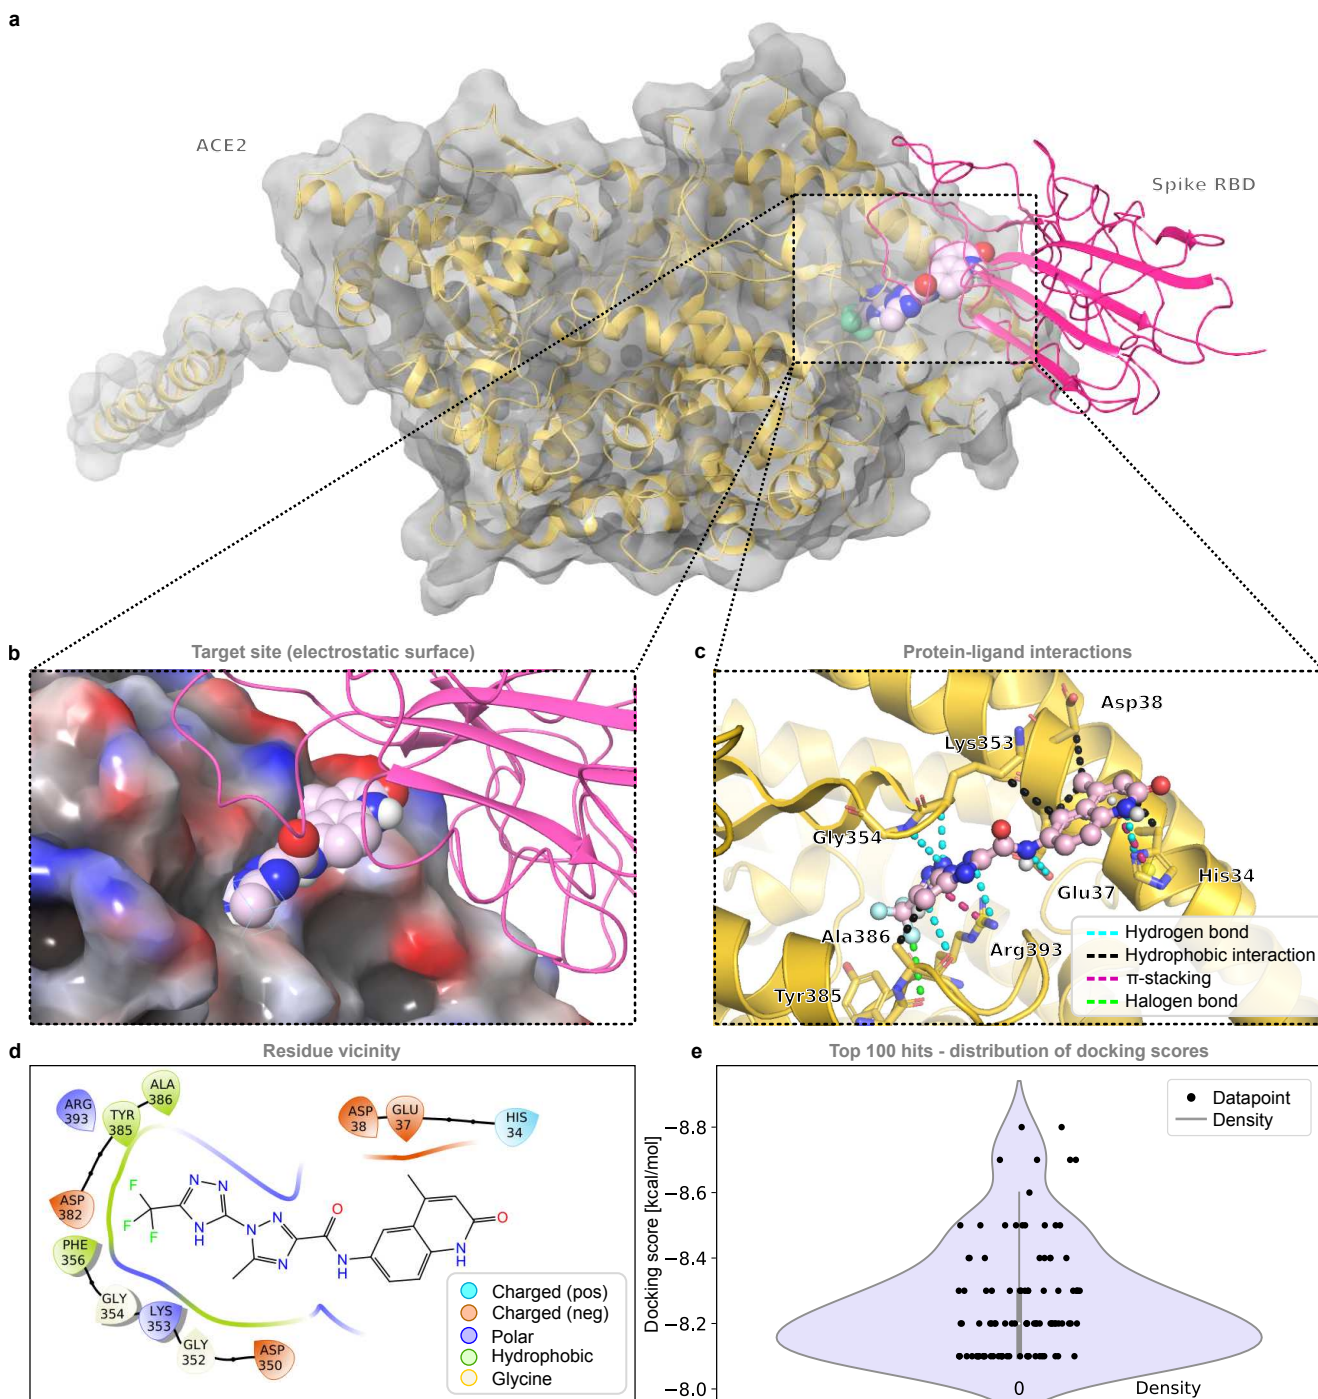 a
ACE2
Spike RBD
b
Target site (electrostatic surface)
c
Protein-ligand interactions
Asp38
Lys353
Gly354
Glu37
His34
Ala386
Arg393
Tyr385
Hydrogen bond
Hydrophobic interaction
π-stacking
Halogen bond
d
Residue vicinity
ARG
393
TYR
385
ALA
386
ASP
38
GLU
37
HIS
34
ASP
382
PHE
356
GLY
354
LYS
353
GLY
352
ASP
350
F
F
F
N
N
N
H
N
N
N
N
O
N
H
N
H
O
Charged (pos)
Charged (neg)
Polar
Hydrophobic
Glycine
e
Top 100 hits - distribution of docking scores
Datapoint
Density
Docking score [kcal/mol]
−8.8
−8.6
−8.4
−8.2
−8.0
0
Density